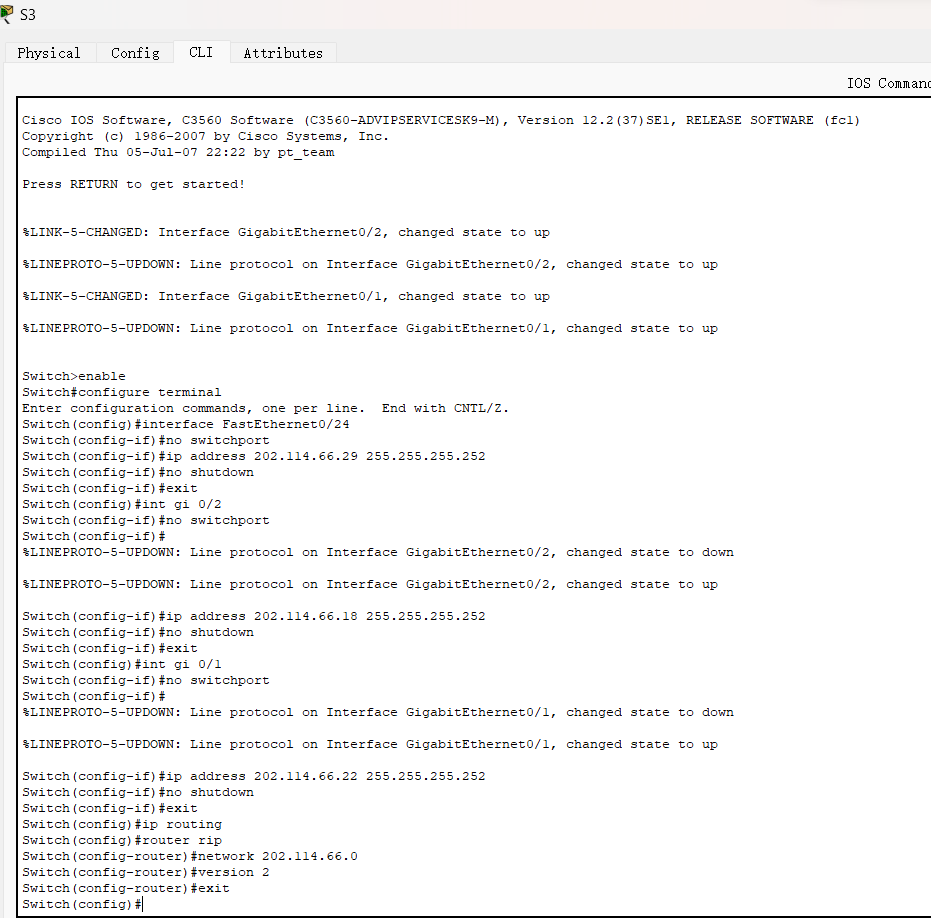 S3
Physical Config CLI Attributes
IOS Command
Cisco IOS Software, C3560 Software (C3560-ADVIPSERVICESK9-M), Version 12.2(37)SE1, RELEASE SOFTWARE (fc1)
Copyright (c) 1986-2007 by Cisco Systems, Inc.
Compiled Thu 05-Jul-07 22:22 by pt_team
Press RETURN to get started!
%LINK-5-CHANGED: Interface GigabitEthernet0/2, changed state to up
%LINEPROTO-5-UPDOWN: Line protocol on Interface GigabitEthernet0/2, changed state to up
%LINK-5-CHANGED: Interface GigabitEthernet0/1, changed state to up
%LINEPROTO-5-UPDOWN: Line protocol on Interface GigabitEthernet0/1, changed state to up
Switch>enable
Switch#configure terminal
Enter configuration commands, one per line.  End with CNTL/Z.
Switch(config)#interface FastEthernet0/24
Switch(config-if)#no switchport
Switch(config-if)#ip address 202.114.66.29 255.255.255.252
Switch(config-if)#no shutdown
Switch(config-if)#exit
Switch(config)#int gi 0/2
Switch(config-if)#no switchport
Switch(config-if)#
%LINEPROTO-5-UPDOWN: Line protocol on Interface GigabitEthernet0/2, changed state to down
%LINEPROTO-5-UPDOWN: Line protocol on Interface GigabitEthernet0/2, changed state to up
Switch(config-if)#ip address 202.114.66.18 255.255.255.252
Switch(config-if)#no shutdown
Switch(config-if)#exit
Switch(config)#int gi 0/1
Switch(config-if)#no switchport
Switch(config-if)#
%LINEPROTO-5-UPDOWN: Line protocol on Interface GigabitEthernet0/1, changed state to down
%LINEPROTO-5-UPDOWN: Line protocol on Interface GigabitEthernet0/1, changed state to up
Switch(config-if)#ip address 202.114.66.22 255.255.255.252
Switch(config-if)#no shutdown
Switch(config-if)#exit
Switch(config)#ip routing
Switch(config)#router rip
Switch(config-router)#network 202.114.66.0
Switch(config-router)#version 2
Switch(config-router)#exit
Switch(config)#